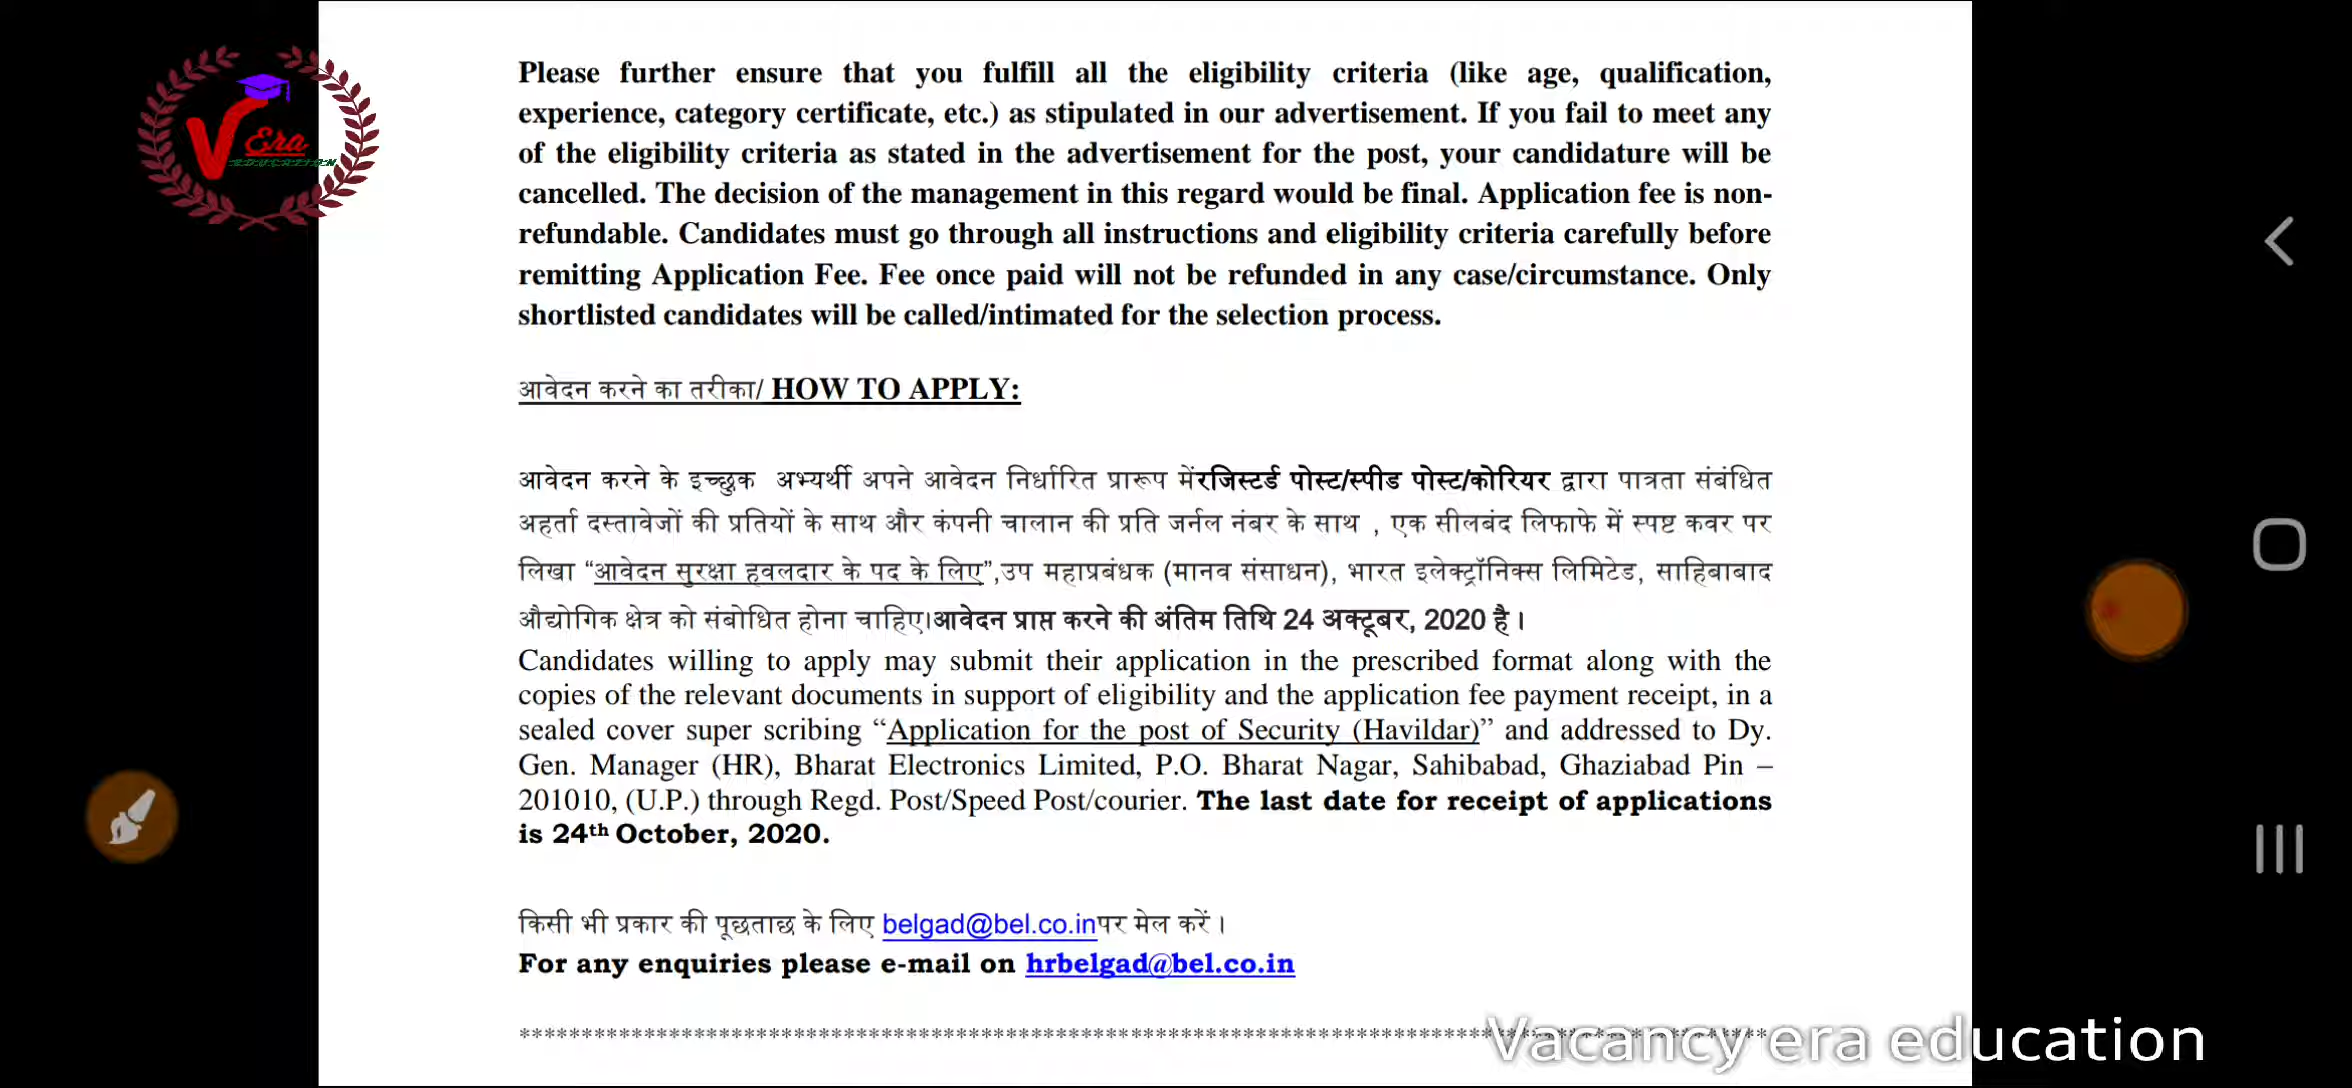 V Era
EDUCATION
Please further ensure that you fulfill all the eligibility criteria (like age, qualification,
experience, category certificate, etc.) as stipulated in our advertisement. If you fail to meet any
of the eligibility criteria as stated in the advertisement for the post, your candidature will be
cancelled. The decision of the management in this regard would be final. Application fee is non-
refundable. Candidates must go through all instructions and eligibility criteria carefully before
remitting Application Fee. Fee once paid will not be refunded in any case/circumstance. Only
shortlisted candidates will be called/intimated for the selection process.
आवेदन करने का तरीका/ HOW TO APPLY:
आवेदन करने के इच्छुक अभ्यर्थी अपने आवेदन निर्धारित प्रारूप मेंरजिस्टर्ड पोस्ट/स्पीड पोस्ट/कोरियर द्वारा पात्रता संबंधित
अहर्ता दस्तावेजों की प्रतियों के साथ और कंपनी चालान की प्रति जर्नल नंबर के साथ , एक सीलबंद लिफाफे में स्पष्ट कवर पर
लिखा “आवेदन सुरक्षा हवलदार के पद के लिए”,उप महाप्रबंधक (मानव संसाधन), भारत इलेक्ट्रॉनिक्स लिमिटेड, साहिबाबाद
औद्योगिक क्षेत्र को संबोधित होना चाहिए।आवेदन प्राप्त करने की अंतिम तिथि 24 अक्टूबर, 2020 है।
Candidates willing to apply may submit their application in the prescribed format along with the
copies of the relevant documents in support of eligibility and the application fee payment receipt, in a
sealed cover super scribing “Application for the post of Security (Havildar)” and addressed to Dy.
Gen. Manager (HR), Bharat Electronics Limited, P.O. Bharat Nagar, Sahibabad, Ghaziabad Pin –
201010, (U.P.) through Regd. Post/Speed Post/courier. The last date for receipt of applications
is 24th October, 2020.
किसी भी प्रकार की पूछताछ के लिए belgad@bel.co.inपर मेल करें।
For any enquiries please e-mail on hrbelgad@bel.co.in
Vacancy era education